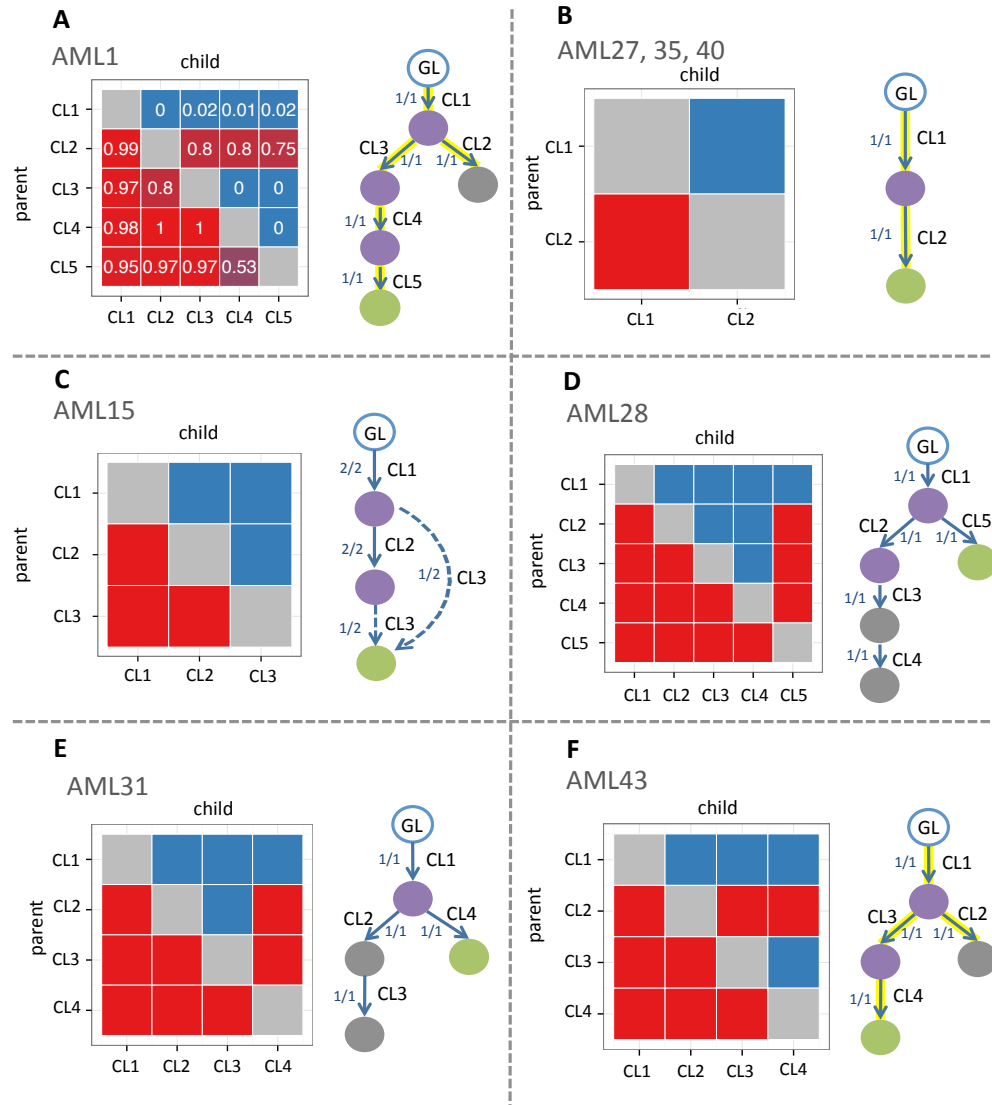 A
AML1
child
parent
CL1 0 0.02 0.01 0.02
CL2 0.99 0.8 0.8 0.75
CL3 0.97 0.8 0 0
CL4 0.98 1 1 0
CL5 0.95 0.97 0.97 0.53
CL1 CL2 CL3 CL4 CL5
GL
1/1 CL1
CL3 1/1 1/1 CL2
1/1 CL4
1/1 CL5
B
AML27, 35, 40
parent
CL1
CL2
CL1 CL2
GL
1/1 CL1
1/1 CL2
C
AML15
child
parent
CL1
CL2
CL3
CL1 CL2 CL3
GL
2/2 CL1
2/2 CL2
1/2 CL3
1/2 CL3
D
AML28
child
parent
CL1
CL2
CL3
CL4
CL5
CL1 CL2 CL3 CL4 CL5
GL
1/1 CL1
CL2 1/1 1/1 CL5
1/1 CL3
1/1 CL4
E
AML31
child
parent
CL1
CL2
CL3
CL4
CL1 CL2 CL3 CL4
GL
1/1 CL1
CL2 1/1 1/1 CL4
1/1 CL3
F
AML43
child
parent
CL1
CL2
CL3
CL4
CL1 CL2 CL3 CL4
GL
1/1 CL1
CL3 1/1 1/1 CL2
1/1 CL4